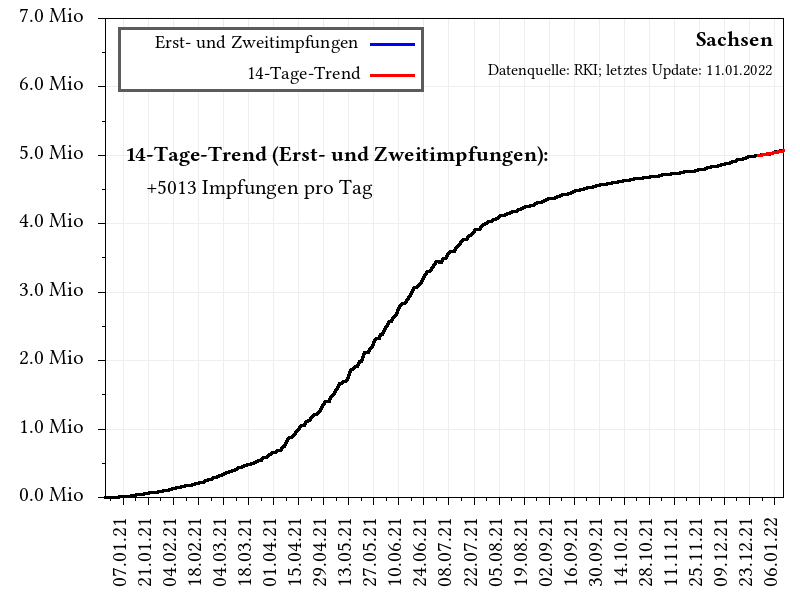 7.0 Mio
6.0 Mio
5.0 Mio
4.0 Mio
3.0 Mio
2.0 Mio
1.0 Mio
0.0 Mio
Erst- und Zweitimpfungen
14-Tage-Trend
Sachsen
Datenquelle: RKI; letztes Update: 11.01.2022
14-Tage-Trend (Erst- und Zweitimpfungen):
+5013 Impfungen pro Tag
07.01.21
21.01.21
04.02.21
18.02.21
04.03.21
18.03.21
01.04.21
15.04.21
29.04.21
13.05.21
27.05.21
10.06.21
24.06.21
08.07.21
22.07.21
05.08.21
19.08.21
02.09.21
16.09.21
30.09.21
14.10.21
28.10.21
11.11.21
25.11.21
09.12.21
23.12.21
06.01.22